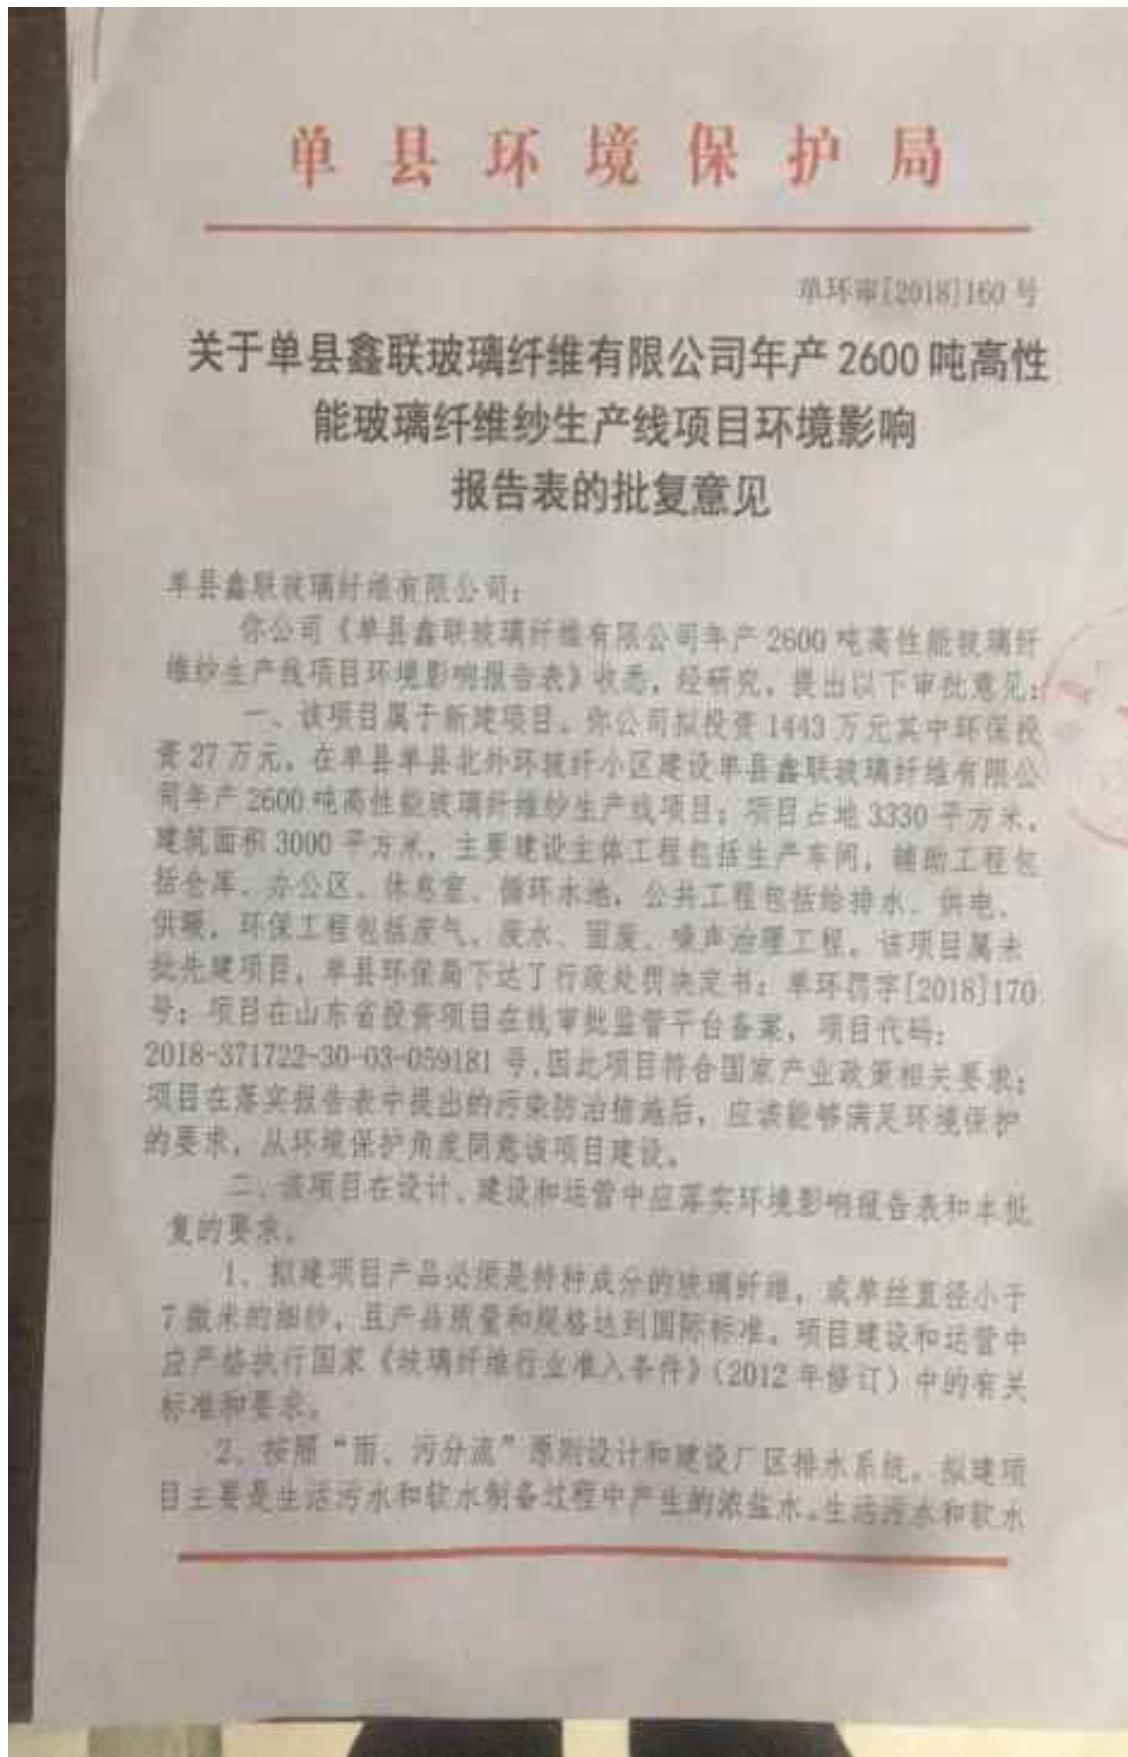 单县环境保护局
单环审[2018]160号
关于单县鑫联玻璃纤维有限公司年产2600吨高性
能玻璃纤维纱生产线项目环境影响
报告表的批复意见
单县鑫联玻璃纤维有限公司:
你公司《单县鑫联玻璃纤维有限公司年产2600吨高性能玻璃纤
维纱生产线项目环境影响报告表》收悉，经研究，提出以下审批意见:
一、该项目属于新建项目。你公司拟投资1443万元其中环保投
资27万元，在单县单县北外环玻纤小区建设单县鑫联玻璃纤维有限公
司年产2600吨高性能玻璃纤维纱生产线项目；项目占地3330平方米，
建筑面积3000平方米，主要建设主体工程包括生产车间，辅助工程包
括仓库、办公区、休息室、循环水池，公共工程包括给排水、供电、
供暖，环保工程包括废气、废水、固废、噪声治理工程。该项目属未
批先建项目，单县环保局下达了行政处罚决定书：单环罚字[2018]170
号；项目在山东省投资项目在线审批监管平台备案，项目代码：
2018-371722-30-03-059181号.因此项目符合国家产业政策相关要求；
项目在落实报告表中提出的污染防治措施后，应该能够满足环境保护
的要求，从环境保护角度同意该项目建设。
二、该项目在设计、建设和运营中应落实环境影响报告表和本批
复的要求。
1、拟建项目产品必须是特种成分的玻璃纤维，或单丝直径小于
7微米的细纱，且产品质量和规格达到国际标准。项目建设和运营中
应严格执行国家《玻璃纤维行业准入条件》（2012年修订）中的有关
标准和要求。
2、按照“雨、污分流”原则设计和建设厂区排水系统。拟建项
目主要是生活污水和软水制备过程中产生的浓盐水。生活污水和软水